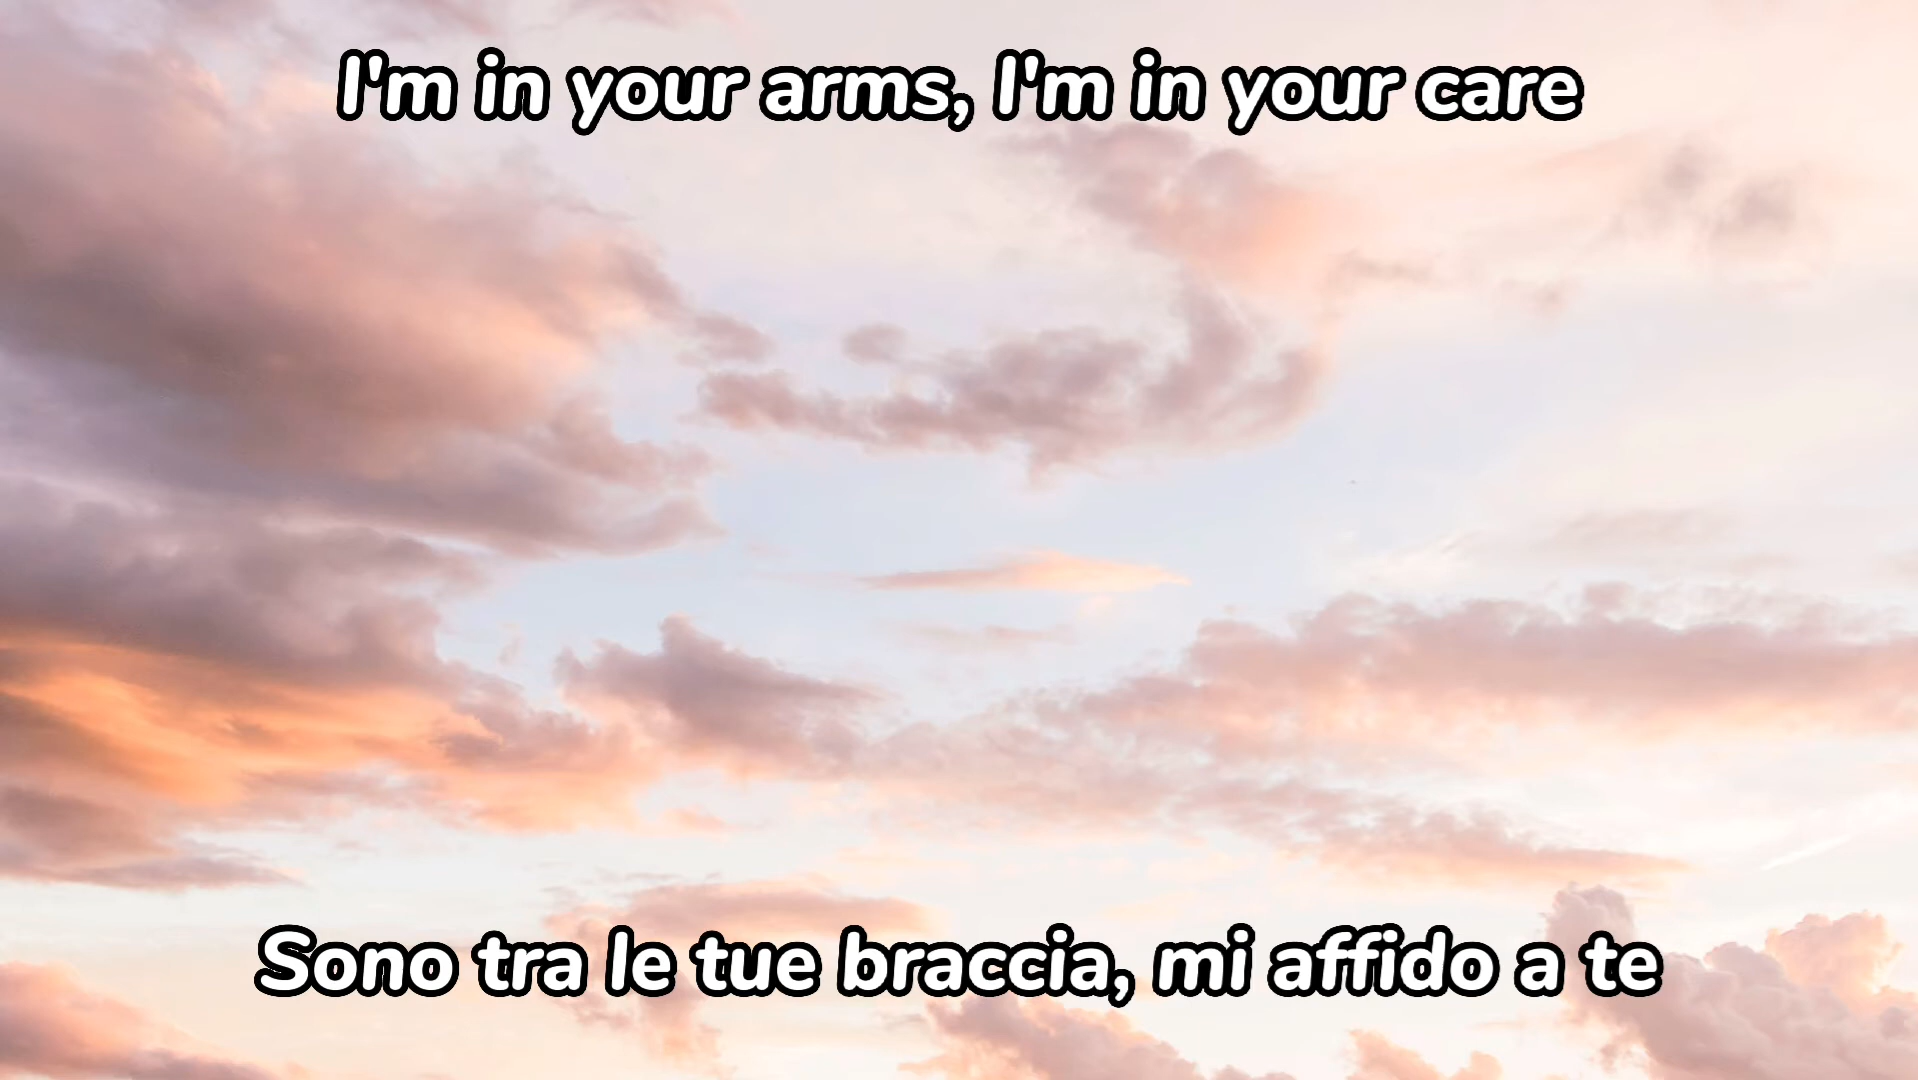 I'm in your arms, I'm in your care
Sono tra le tue braccia, mi affido a te